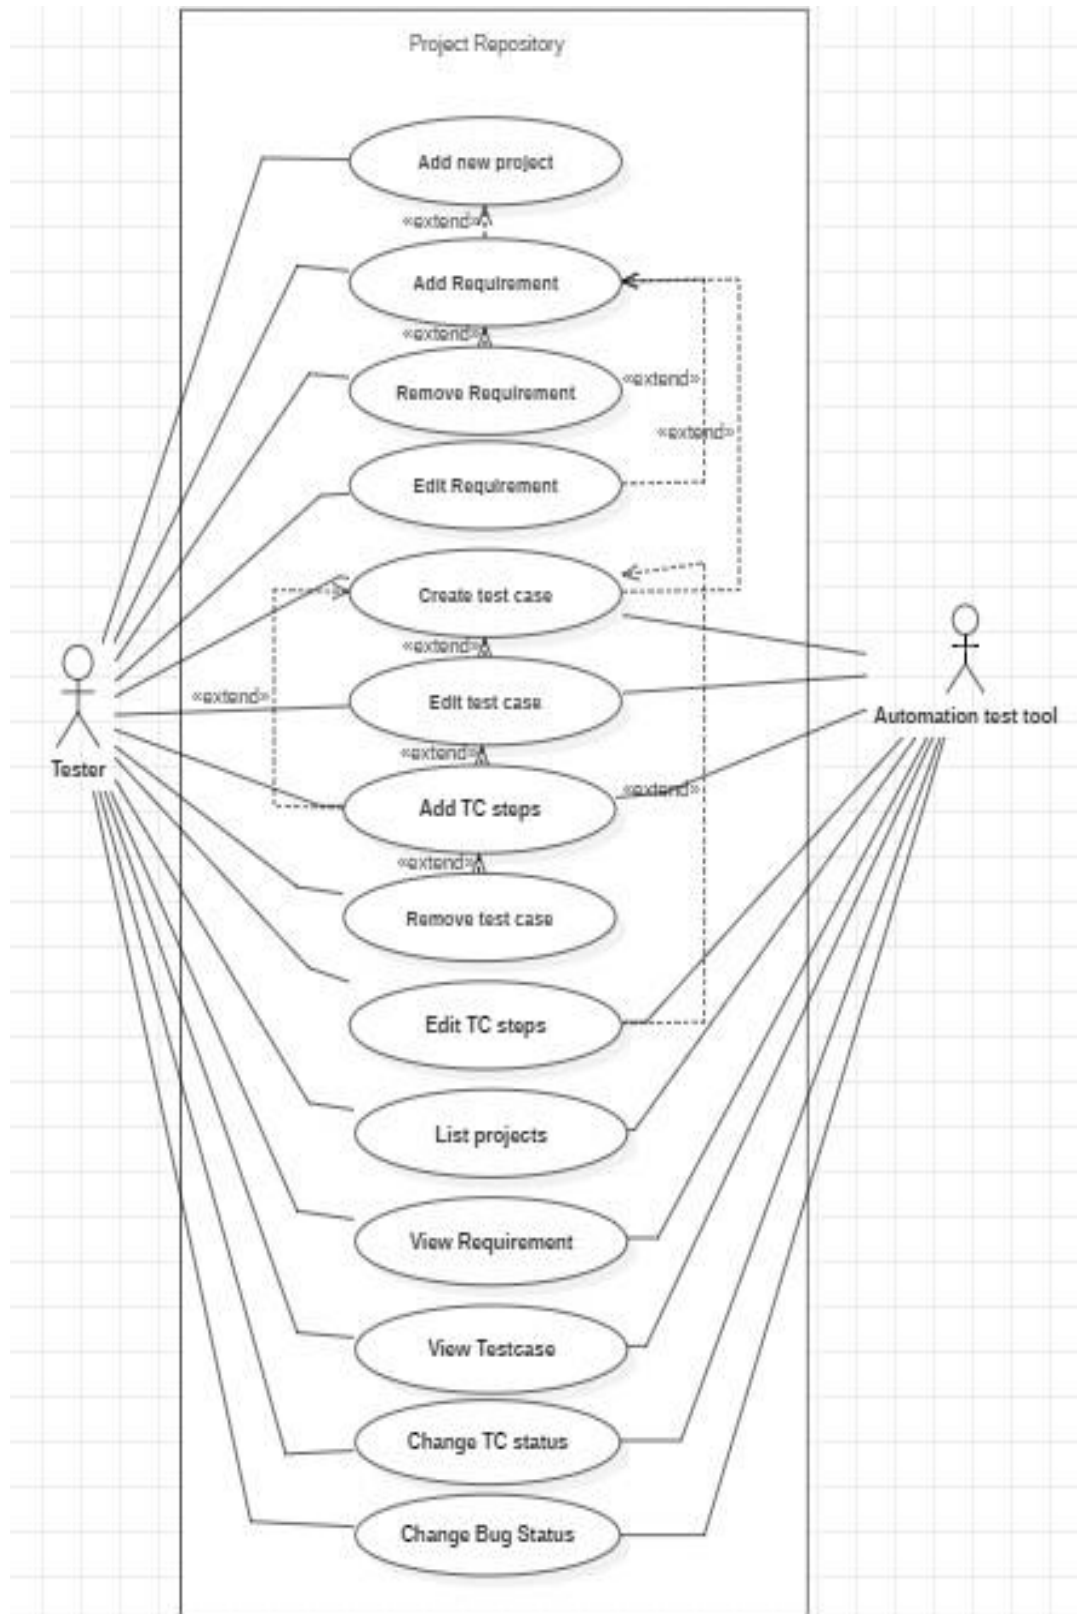 Project Repository
Add new project
«extend»
Add Requirement
«extend»
Remove Requirement
«extend»
«extend»
Edit Requirement
Create test case
«extend»
Edit test case
«extend»
Automation test tool
«extend»
Tester
«extend»
Add TC steps
«extend»
Remove test case
Edit TC steps
List projects
View Requirement
View Testcase
Change TC status
Change Bug Status